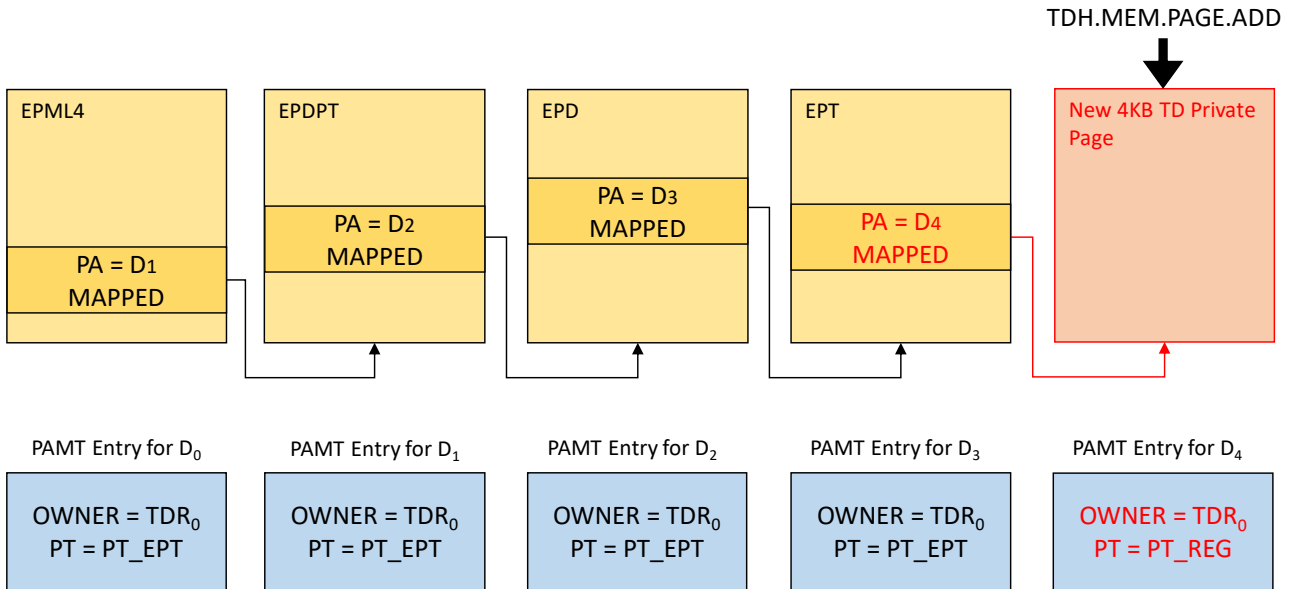 TDH.MEM.PAGE.ADD
EPML4
PA = D1
MAPPED
EPDPT
PA = D2
MAPPED
EPD
PA = D3
MAPPED
EPT
PA = D4
MAPPED
New 4KB TD Private
Page
PAMT Entry for D₀
OWNER = TDR₀
PT = PT_EPT
PAMT Entry for D₁
OWNER = TDR₀
PT = PT_EPT
PAMT Entry for D₂
OWNER = TDR₀
PT = PT_EPT
PAMT Entry for D₃
OWNER = TDR₀
PT = PT_EPT
PAMT Entry for D₄
OWNER = TDR₀
PT = PT_REG